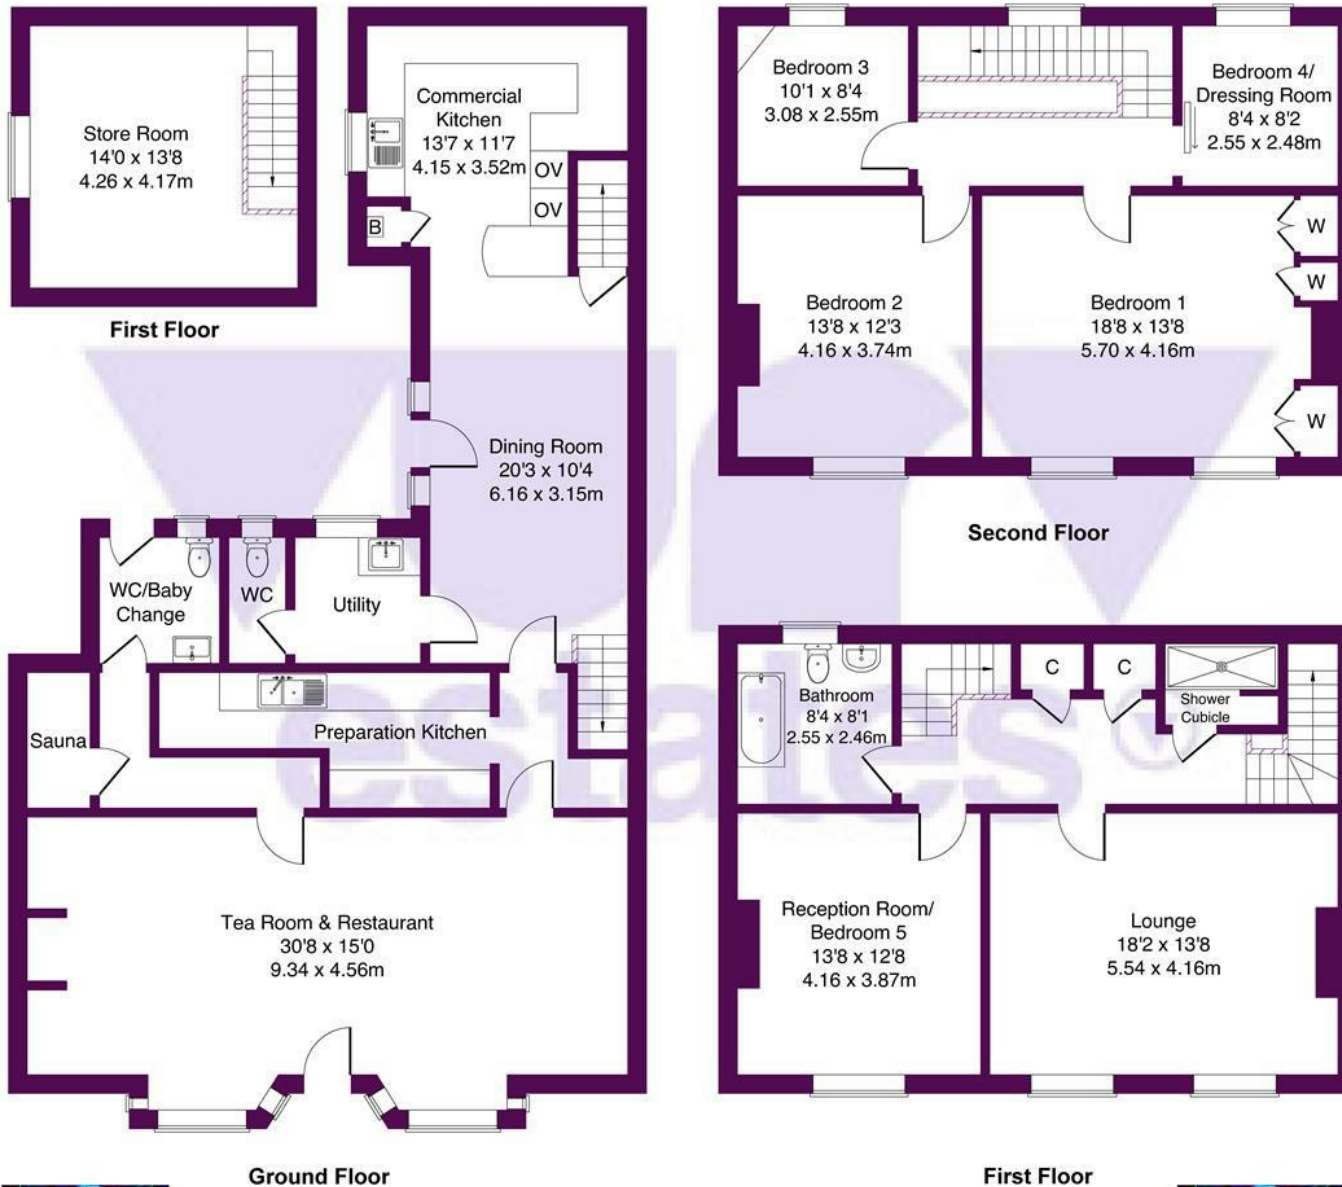 Store Room
14'0 x 13'8
4.26 x 4.17m
First Floor
Commercial
Kitchen
13'7 x 11'7
4.15 x 3.52m
OV
OV
B
Dining Room
20'3 x 10'4
6.16 x 3.15m
WC/Baby
Change
WC
Utility
Sauna
Preparation Kitchen
Tea Room & Restaurant
30'8 x 15'0
9.34 x 4.56m
Ground Floor
Bedroom 3
10'1 x 8'4
3.08 x 2.55m
Bedroom 4/
Dressing Room
8'4 x 8'2
2.55 x 2.48m
Bedroom 2
13'8 x 12'3
4.16 x 3.74m
Bedroom 1
18'8 x 13'8
5.70 x 4.16m
W
W
W
Second Floor
Bathroom
8'4 x 8'1
2.55 x 2.46m
C
C
Shower
Cubicle
Reception Room/
Bedroom 5
13'8 x 12'8
4.16 x 3.87m
Lounge
18'2 x 13'8
5.54 x 4.16m
First Floor
estates